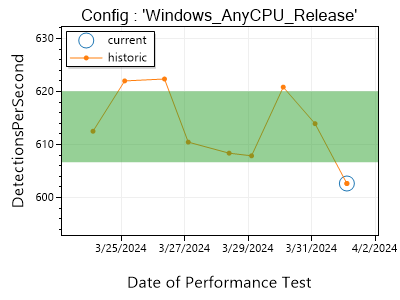 Config : 'Windows_AnyCPU_Release'
current
historic
DetectionsPerSecond
630
620
610
600
3/25/2024
3/27/2024
3/29/2024
3/31/2024
4/2/2024
Date of Performance Test